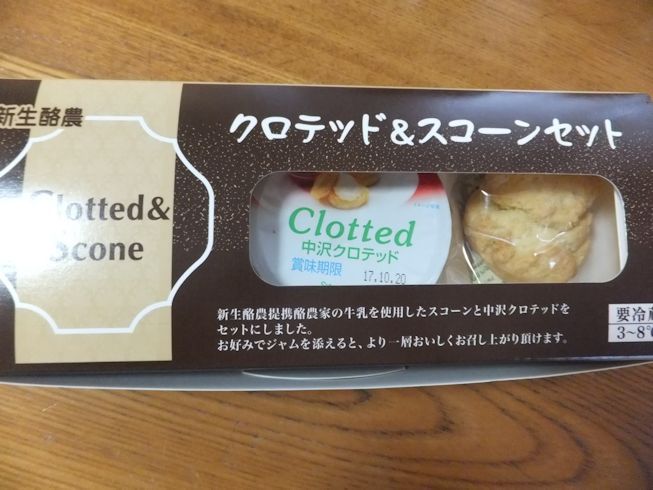 新生酪農
クロテッド&スコーンセット
Clotted&
Scone
Clotted
中沢クロテッド
賞味期限
17.10.20
新生酪農提携酪農家の牛乳を使用したスコーンと中沢クロテッドを
セットにしました。
お好みでジャムを添えると、より一層おいしくお召し上がり頂けます。
要冷蔵
3~8℃